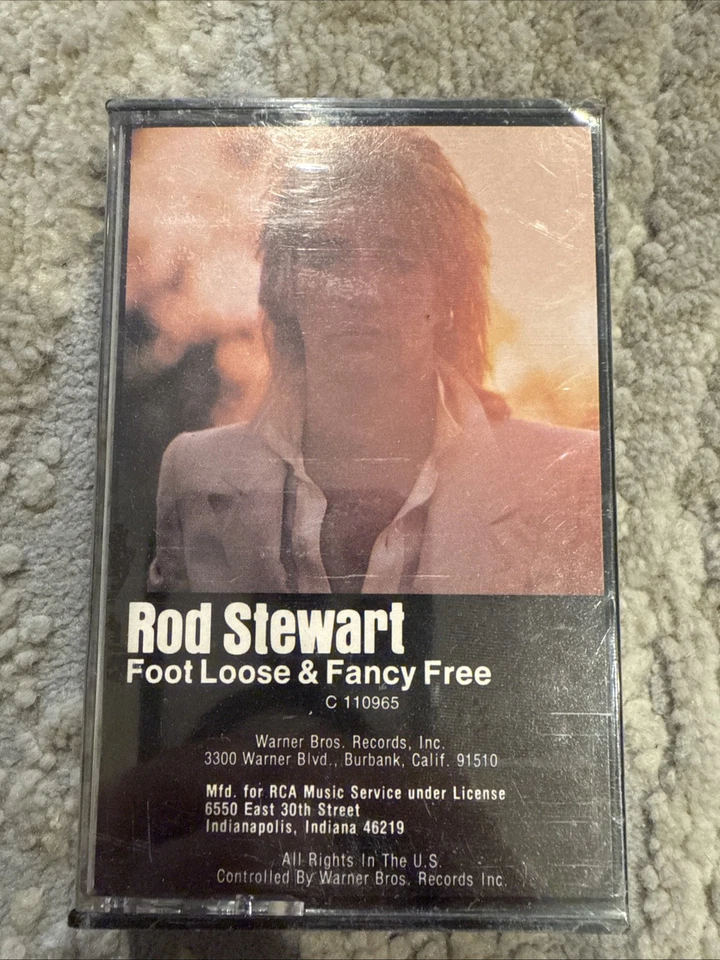 Rod Stewart
Foot Loose & Fancy Free
C 110965
Warner Bros. Records, Inc.
3300 Warner Blvd., Burbank, Calif. 91510
Mfd. for RCA Music Service under License
6550 East 30th Street
Indianapolis, Indiana 46219
All Rights In The U.S.
Controlled By Warner Bros. Records Inc.